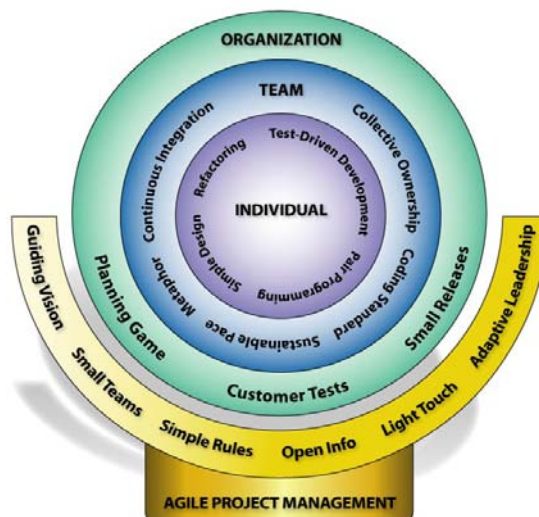 ORGANIZATION
TEAM
Continuous Integration
Collective Ownership
Refactoring
Test-Driven Development
INDIVIDUAL
Simple Design
Pair Programming
Metaphor
Coding Standard
Sustainable Pace
Planning Game
Small Releases
Customer Tests
Guiding Vision
Small Teams
Simple Rules
Open Info
Light Touch
Adaptive Leadership
AGILE PROJECT MANAGEMENT